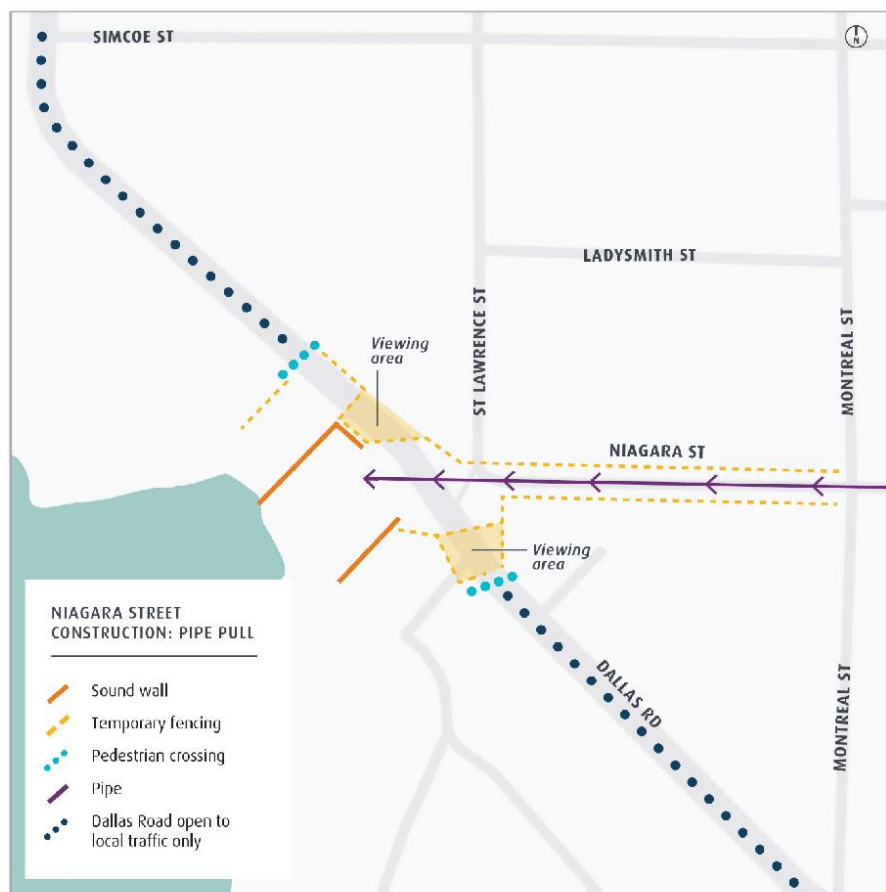 SIMCOE ST
N
LADYSMITH ST
ST LAWRENCE ST
MONTREAL ST
Viewing
area
NIAGARA ST
Viewing
area
DALLAS RD
MONTREAL ST
NIAGARA STREET
CONSTRUCTION: PIPE PULL
Sound wall
Temporary fencing
Pedestrian crossing
Pipe
Dallas Road open to
local traffic only